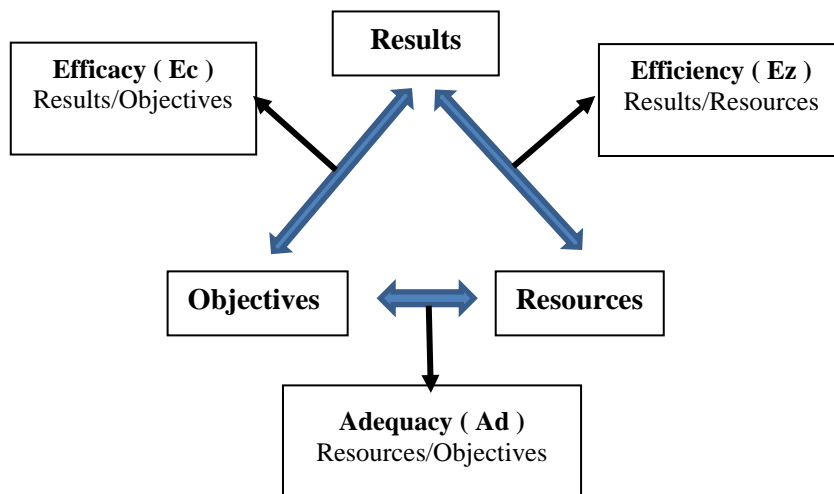 Results
Efficacy ( Ec )
Results/Objectives
Efficiency ( Ez )
Results/Resources
Objectives
Resources
Adequacy ( Ad )
Resources/Objectives